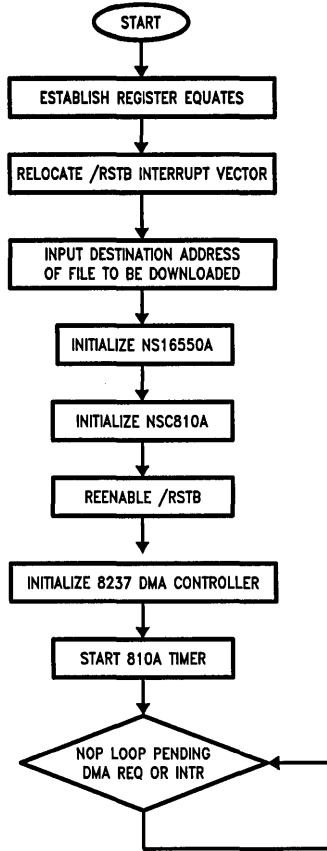 START
ESTABLISH REGISTER EQUATES
RELOCATE /RSTB INTERRUPT VECTOR
INPUT DESTINATION ADDRESS
OF FILE TO BE DOWNLOADED
INITIALIZE NS16550A
INITIALIZE NSC810A
REENABLE /RSTB
INITIALIZE 8237 DMA CONTROLLER
START 810A TIMER
NOP LOOP PENDING
DMA REQ OR INTR